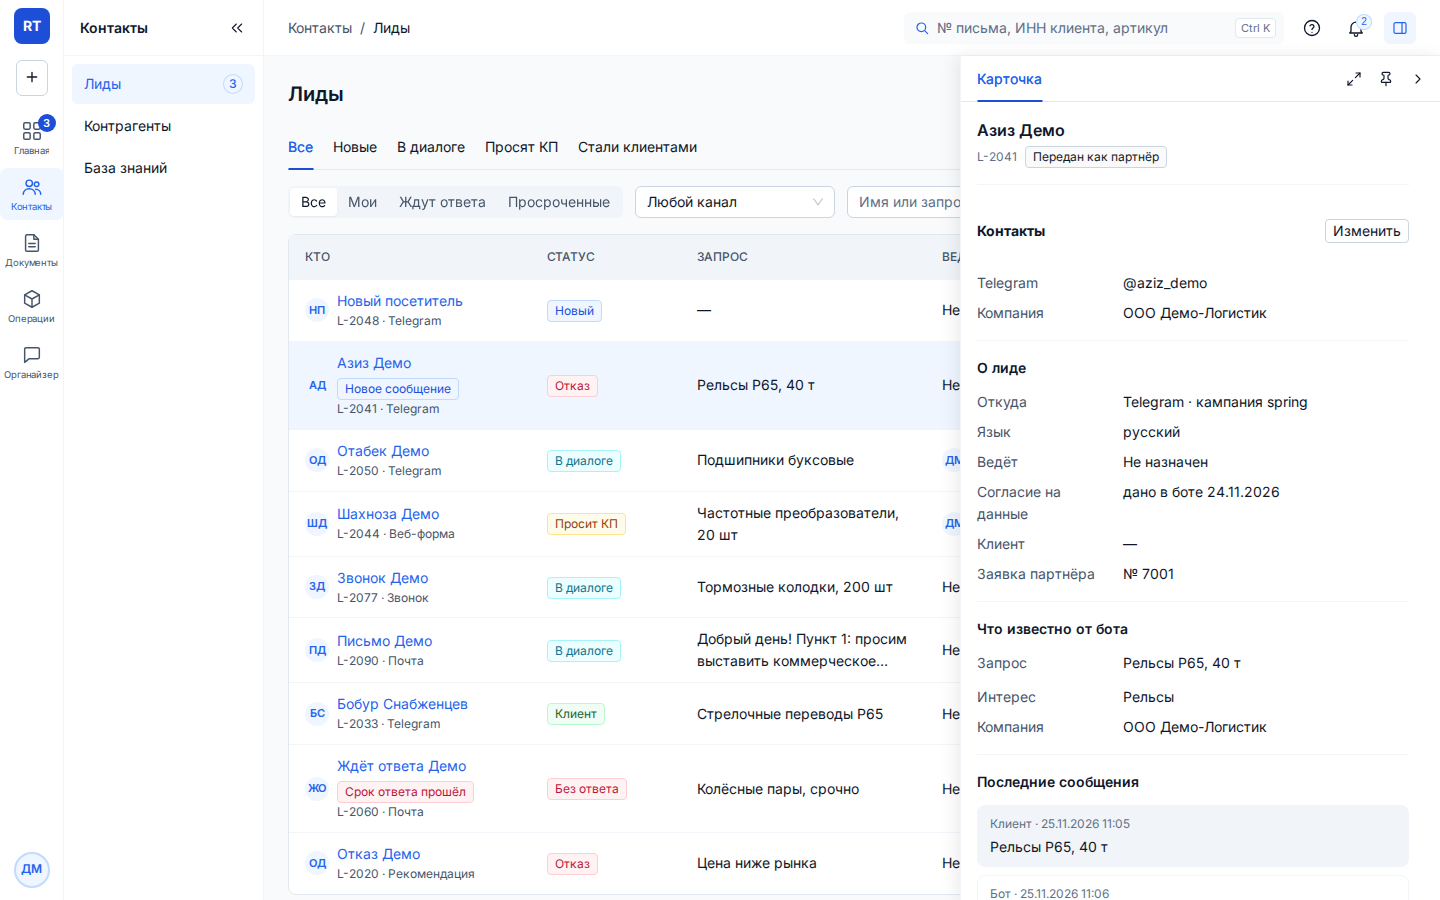 RT
Контакты
Контакты / Лиды
№ письма, ИНН клиента, артикул
Ctrl K
2
3
Главная
Контакты
Документы
Операции
Органайзер
ДМ
Лиды
3
Контрагенты
База знаний
Лиды
Все
Новые
В диалоге
Просят КП
Стали клиентами
Все
Мои
Ждут ответа
Просроченные
Любой канал
Имя или запро
КТО
СТАТУС
ЗАПРОС
ВЕД
НП
Новый посетитель
L-2048 · Telegram
Новый
—
Не
АД
Азиз Демо
Новое сообщение
L-2041 · Telegram
Отказ
Рельсы Р65, 40 т
Не
ОД
Отабек Демо
L-2050 · Telegram
В диалоге
Подшипники буксовые
ДМ
ШД
Шахноза Демо
L-2044 · Веб-форма
Просит КП
Частотные преобразователи,
20 шт
ДМ
ЗД
Звонок Демо
L-2077 · Звонок
В диалоге
Тормозные колодки, 200 шт
Не
ПД
Письмо Демо
L-2090 · Почта
В диалоге
Добрый день! Пункт 1: просим
выставить коммерческое...
Не
БС
Бобур Снабженцев
L-2033 · Telegram
Клиент
Стрелочные переводы Р65
Не
ЖО
Ждёт ответа Демо
Срок ответа прошёл
L-2060 · Почта
Без ответа
Колёсные пары, срочно
Не
ОД
Отказ Демо
L-2020 · Рекомендация
Отказ
Цена ниже рынка
Не
Карточка
Азиз Демо
L-2041
Передан как партнёр
Контакты
Изменить
Telegram
@aziz_demo
Компания
ООО Демо-Логистик
О лиде
Откуда
Telegram · кампания spring
Язык
русский
Ведёт
Не назначен
Согласие на
данные
дано в боте 24.11.2026
Клиент
—
Заявка партнёра
№ 7001
Что известно от бота
Запрос
Рельсы Р65, 40 т
Интерес
Рельсы
Компания
ООО Демо-Логистик
Последние сообщения
Клиент · 25.11.2026 11:05
Рельсы Р65, 40 т
Бот · 25.11.2026 11:06